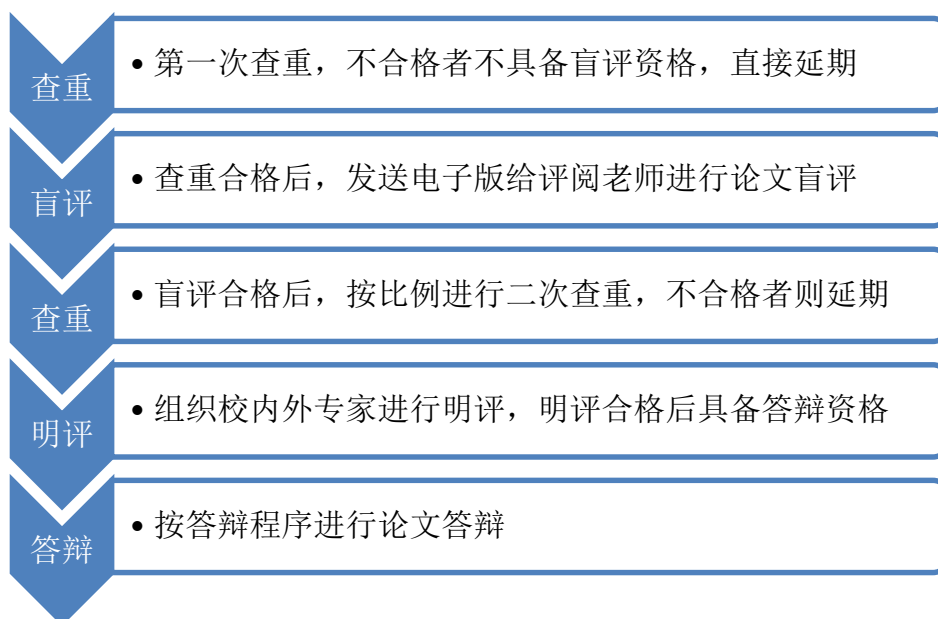 查重
• 第一次查重，不合格者不具备盲评资格，直接延期
盲评
• 查重合格后，发送电子版给评阅老师进行论文盲评
查重
• 盲评合格后，按比例进行二次查重，不合格者则延期
明评
• 组织校内外专家进行明评，明评合格后具备答辩资格
答辩
• 按答辩程序进行论文答辩